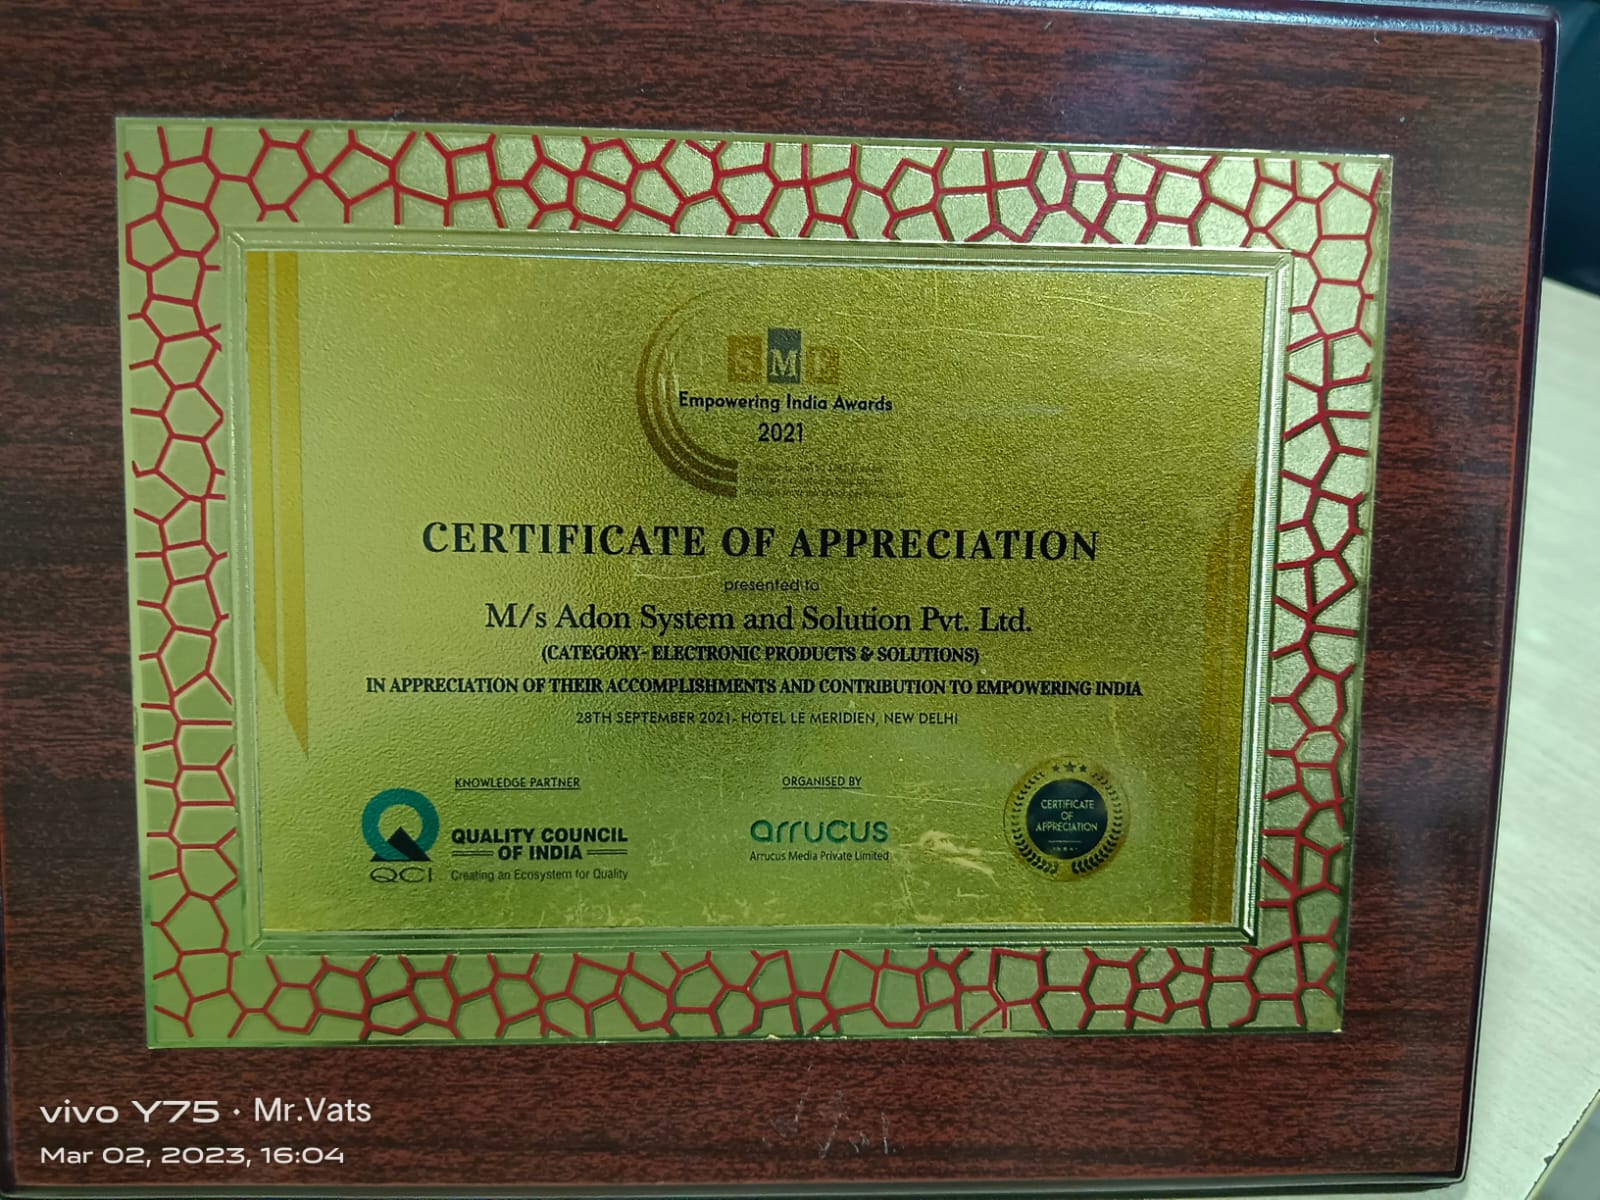 SME
Empowering India Awards
2021
CERTIFICATE OF APPRECIATION
presented to
M/s Adon System and Solution Pvt. Ltd.
(CATEGORY- ELECTRONIC PRODUCTS & SOLUTIONS)
IN APPRECIATION OF THEIR ACCOMPLISHMENTS AND CONTRIBUTION TO EMPOWERING INDIA
28TH SEPTEMBER 2021- HOTEL LE MERIDIEN, NEW DELHI
KNOWLEDGE PARTNER
QCI
QUALITY COUNCIL
OF INDIA
Creating an Ecosystem for Quality
ORGANISED BY
arrucus
Arrucus Media Private Limited
CERTIFICATE
OF
APPRECIATION
vivo Y75 · Mr.Vats
Mar 02, 2023, 16:04